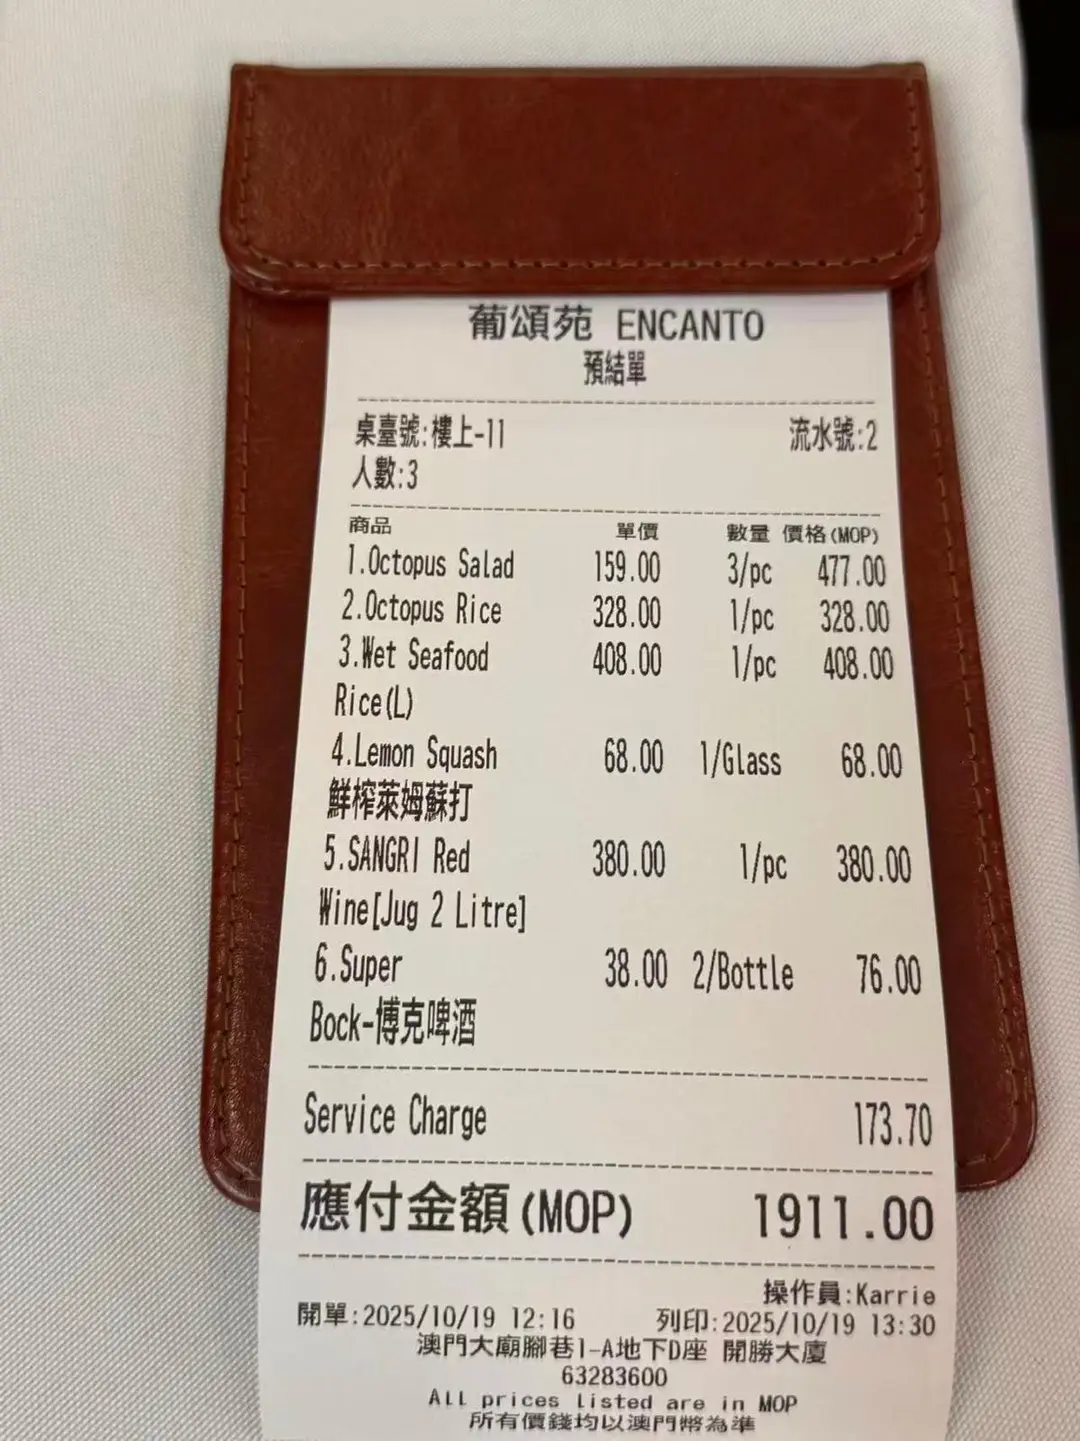 葡頌苑 ENCANTO
預結單
桌臺號:樓上-11 流水號:2
人數:3
商品 單價 數量 價格(MOP)
1.Octopus Salad 159.00 3/pc 477.00
2.Octopus Rice 328.00 1/pc 328.00
3.Wet Seafood 408.00 1/pc 408.00
Rice(L)
4.Lemon Squash 68.00 1/Glass 68.00
鮮榨萊姆蘇打
5.SANGRI Red 380.00 1/pc 380.00
Wine[Jug 2 Litre]
6.Super 38.00 2/Bottle 76.00
Bock-博克啤酒
Service Charge 173.70
應付金額(MOP) 1911.00
操作員:Karrie
開單:2025/10/19 12:16 列印:2025/10/19 13:30
澳門大廟腳巷1-A地下D座 開勝大廈
63283600
All prices listed are in MOP
所有價錢均以澳門幣為準